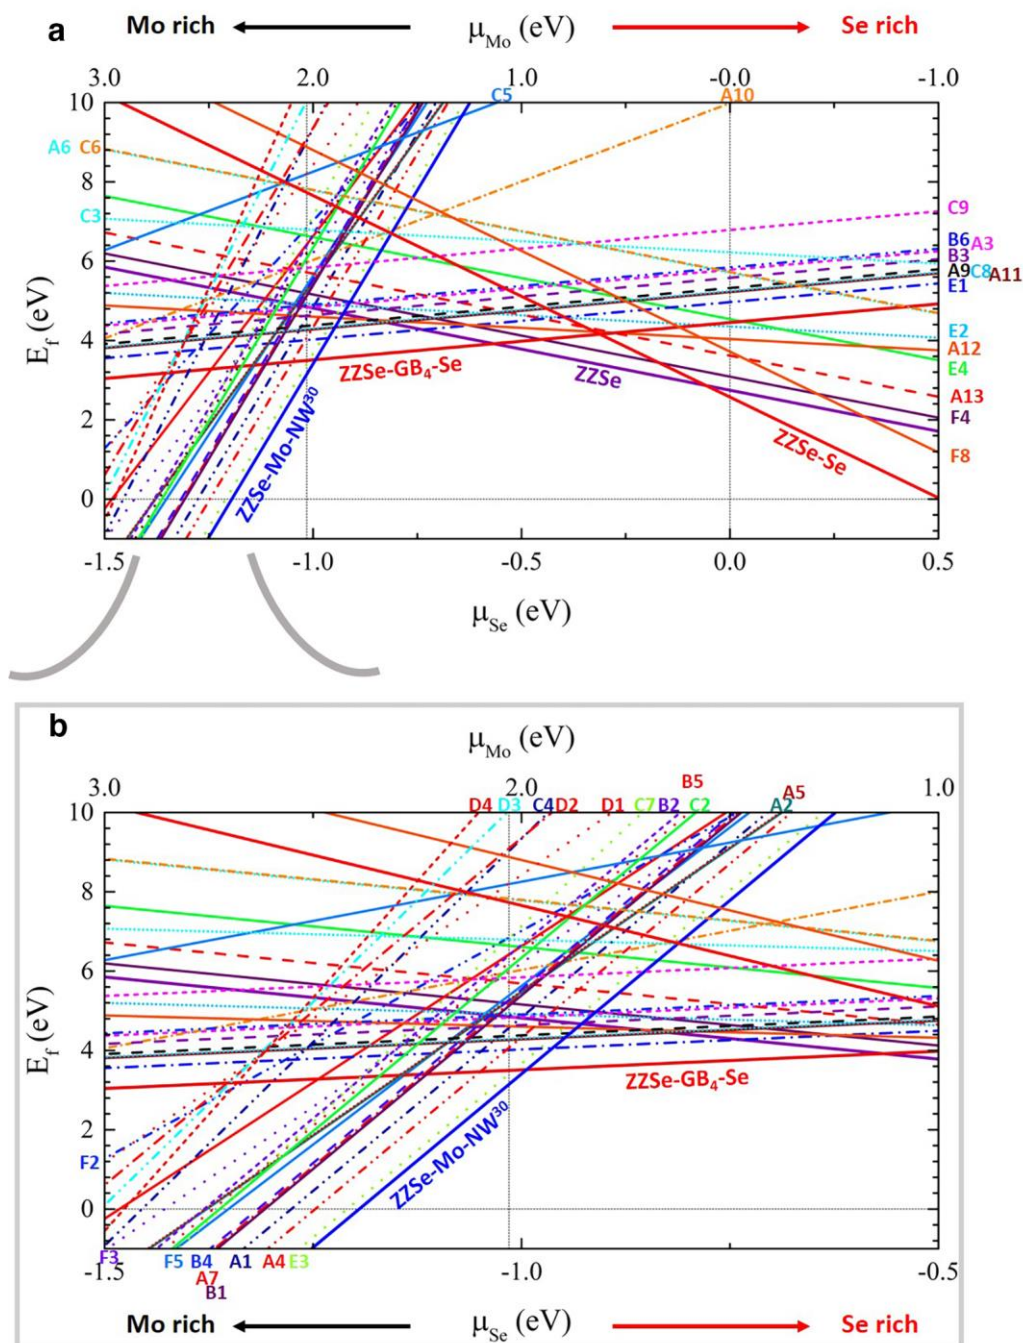 a
Mo rich μMo (eV) Se rich
3.0 2.0 1.0 -0.0 -1.0
C5 A10
10
A6 C6
8
C3
C9
B6 A3
6
B3
A9 C8 A11
E1
Ef (eV)
4
E2
A12
ZZSe-GB4-Se
ZZSe
E4
A13
2
F4
ZZSe-Mo-NW30
ZZSe-Se
F8
0
-1.5 -1.0 -0.5 0.0 0.5
μSe (eV)
b
μMo (eV)
3.0 2.0 1.0
B5
D4 D3 C4 D2 D1 C7 B2 C2 A2 A5
10
8
6
Ef (eV)
4
ZZSe-GB4-Se
2
ZZSe-Mo-NW30
F2
0
F3 F5 B4 A1 A4 E3
A7
B1
-1.5 -1.0 -0.5
Mo rich μSe (eV) Se rich